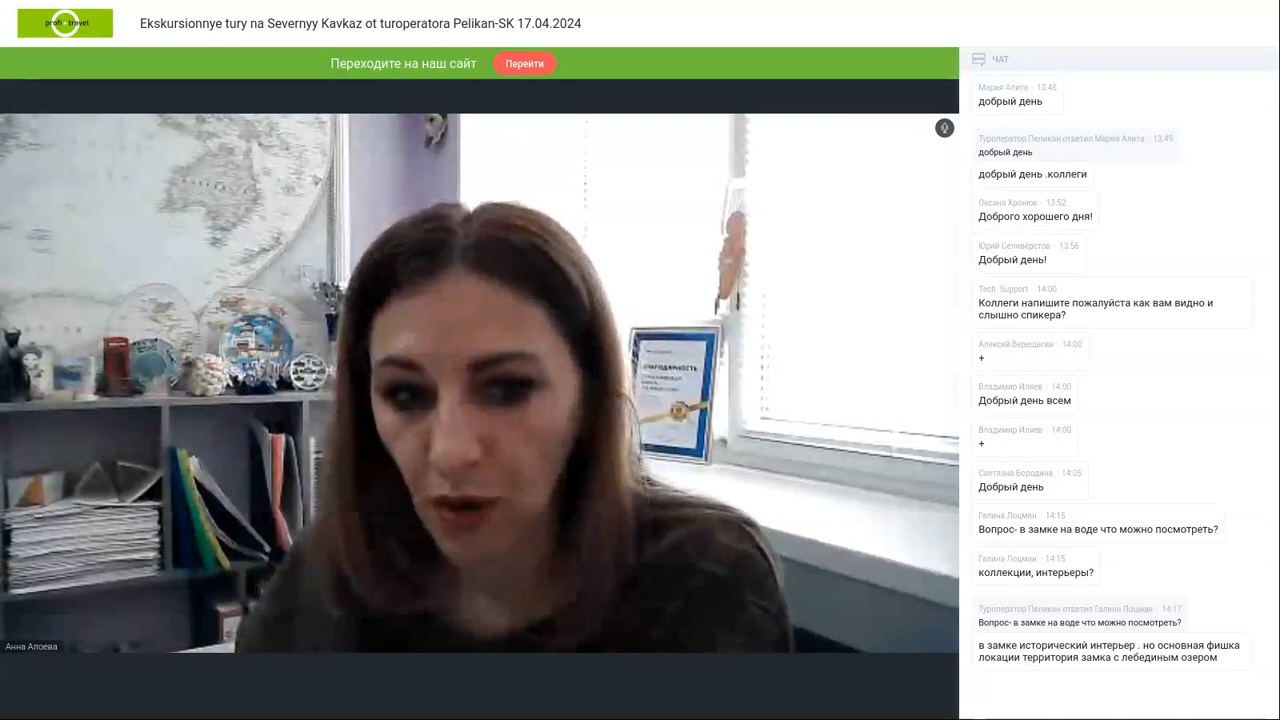 profi travel
Ekskursionnye tury na Severnyy Kavkaz ot turoperatora Pelikan-SK 17.04.2024
Переходите на наш сайт
Перейти
ЧАТ
Мария Алита 13:46
добрый день
Туроператор Пеликан ответил Мария Алита 13:49
добрый день
добрый день .коллеги
Оксана Хронюк 13:52
Доброго хорошего дня!
Юрий Селивёрстов 13:56
Добрый день!
Tech Support 14:00
Коллеги напишите пожалуйста как вам видно и
слышно спикера?
Алексей Верещагин 14:00
+
Владимир Иляев 14:00
Добрый день всем
Владимир Иляев 14:00
+
Светлана Бородина 14:05
Добрый день
Галина Лоцман 14:15
Вопрос- в замке на воде что можно посмотреть?
Галина Лоцман 14:15
коллекции, интерьеры?
Туроператор Пеликан ответил Галина Лоцман 14:17
Вопрос- в замке на воде что можно посмотреть?
в замке исторический интерьер . но основная фишка
локации территория замка с лебединым озером
БЛАГОДАРНОСТЬ
Анна Алоева